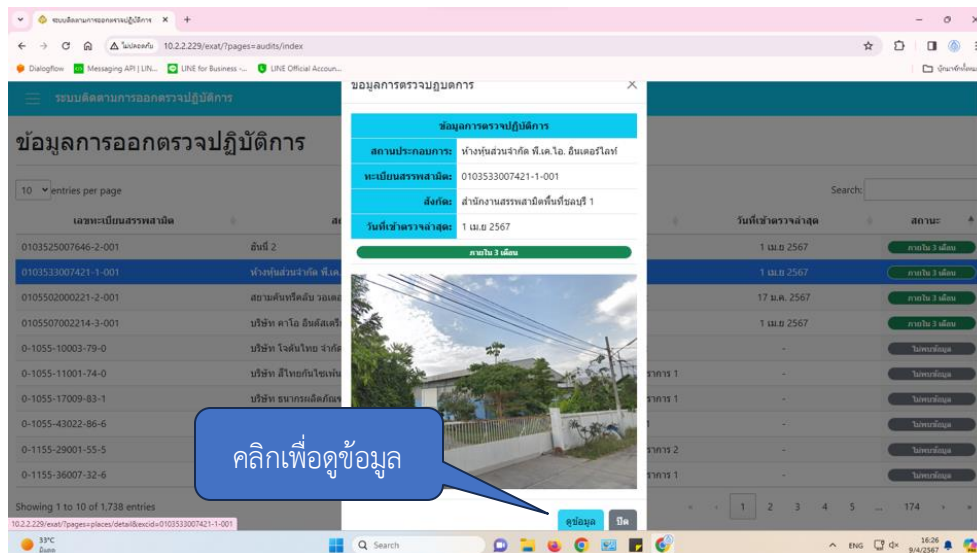 ระบบติดตามการออกตรวจปฏิบัติการ
ไม่ปลอดภัย
10.2.2.229/exat/?pages=audits/index
Dialogflow
Messaging API | LIN...
LINE for Business -...
LINE Official Accoun...
ระบบติดตามการออกตรวจปฏิบัติการ
ข้อมูลการตรวจปฏิบัติการ
ข้อมูลการออกตรวจปฏิบัติการ
ข้อมูลการตรวจปฏิบัติการ
สถานประกอบการ: ห้างหุ้นส่วนจำกัด พี.เค.ไอ. อินเตอร์ไลท์
ทะเบียนสรรพสามิต: 0103533007421-1-001
สังกัด: สำนักงานสรรพสามิตพื้นที่ชลบุรี 1
วันที่เข้าตรวจล่าสุด: 1 เม.ย 2567
ภายใน 3 เดือน
10 entries per page
Search:
เลขทะเบียนสรรพสามิต
วันที่เข้าตรวจล่าสุด
สถานะ
0103525007646-2-001 ฮันนี่ 2 1 เม.ย 2567 ภายใน 3 เดือน
0103533007421-1-001 ห้างหุ้นส่วนจำกัด พี.เค. 1 เม.ย 2567 ภายใน 3 เดือน
0105502000221-2-001 17 ม.ค. 2567 ภายใน 3 เดือน
0105507002214-3-001 1 เม.ย 2567 ภายใน 3 เดือน
0-1055-10003-79-0 - ไม่พบข้อมูล
0-1055-11001-74-0 ราการ 1 - ไม่พบข้อมูล
0-1055-17009-83-1 ราการ 1 - ไม่พบข้อมูล
0-1055-43022-86-6 1 - ไม่พบข้อมูล
0-1155-29001-55-5 ราการ 2 - ไม่พบข้อมูล
0-1155-36007-32-6 ราการ 1 - ไม่พบข้อมูล
คลิกเพื่อดูข้อมูล
Showing 1 to 10 of 1,738 entries
1 2 3 4 5 ... 174
10.2.2.229/exat/?pages=places/detail&excid=0103533007421-1-001
ดูข้อมูล ปิด
33°C
Search
ENG
16:26
9/4/2567